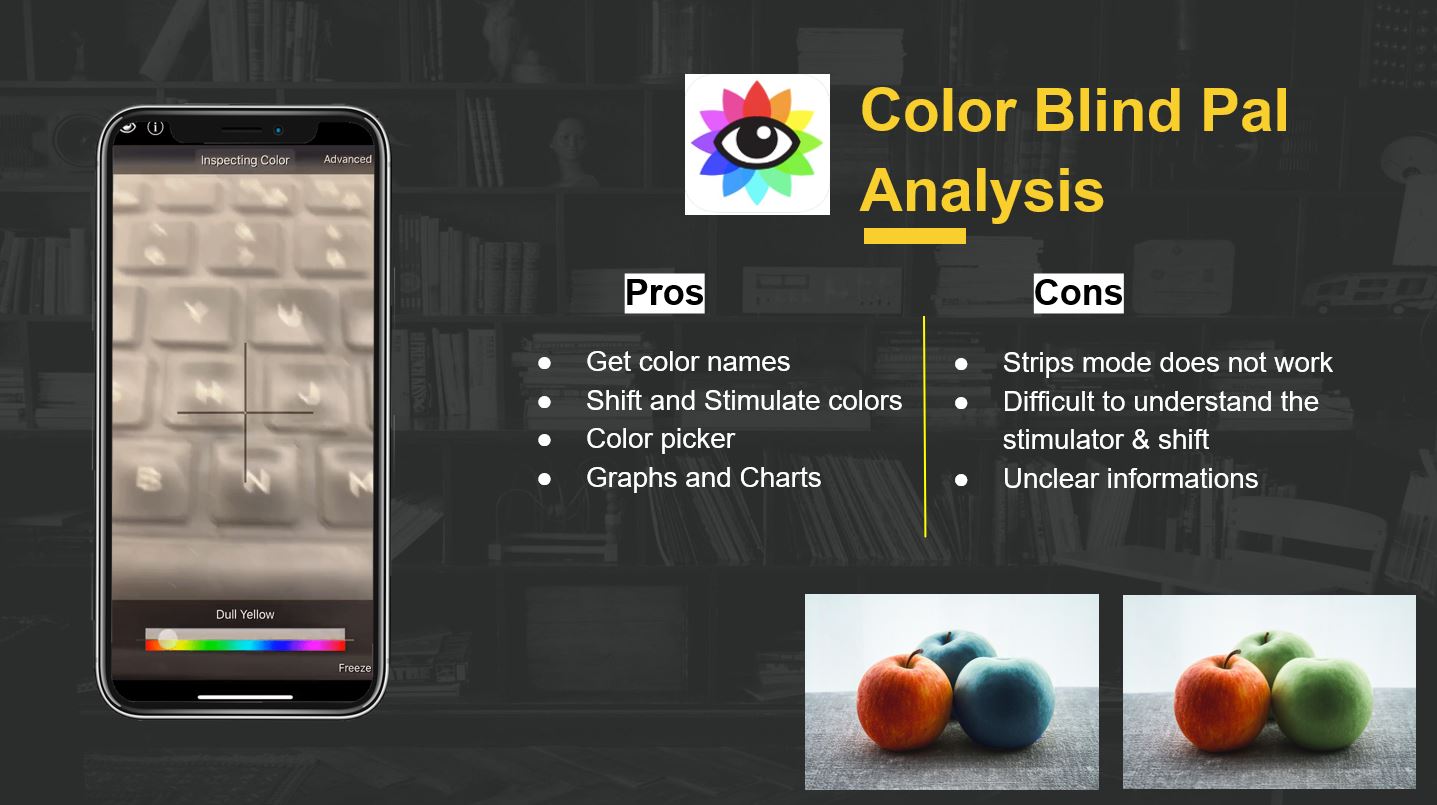 Inspecting Color
Advanced
Y U
H J
B N
Dull Yellow
Freeze
Color Blind Pal
Analysis
Pros
● Get color names
● Shift and Stimulate colors
● Color picker
● Graphs and Charts
Cons
● Strips mode does not work
● Difficult to understand the
stimulator & shift
● Unclear informations